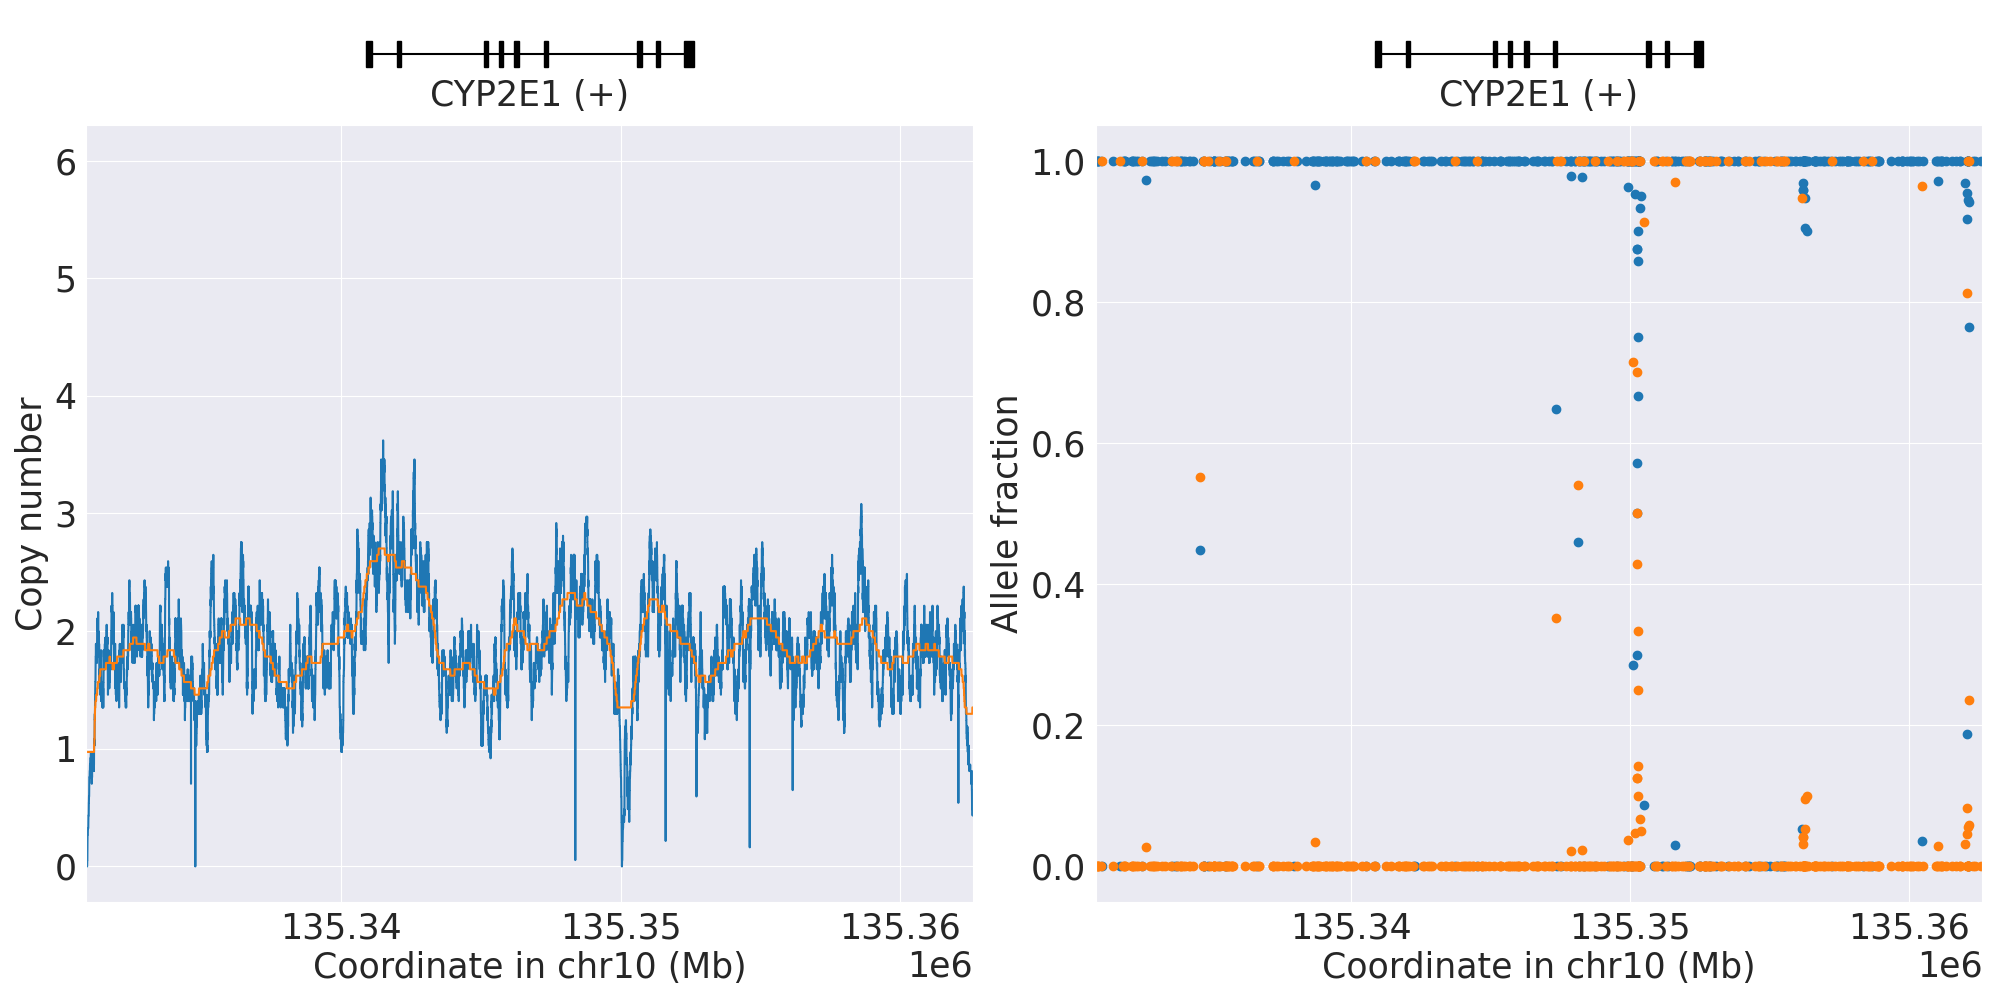 CYP2E1 (+)
6
5
4
3
2
1
0
Copy number
135.34 135.35 135.36
Coordinate in chr10 (Mb)
1e6
CYP2E1 (+)
1.0
0.8
0.6
0.4
0.2
0.0
Allele fraction
135.34 135.35 135.36
Coordinate in chr10 (Mb)
1e6